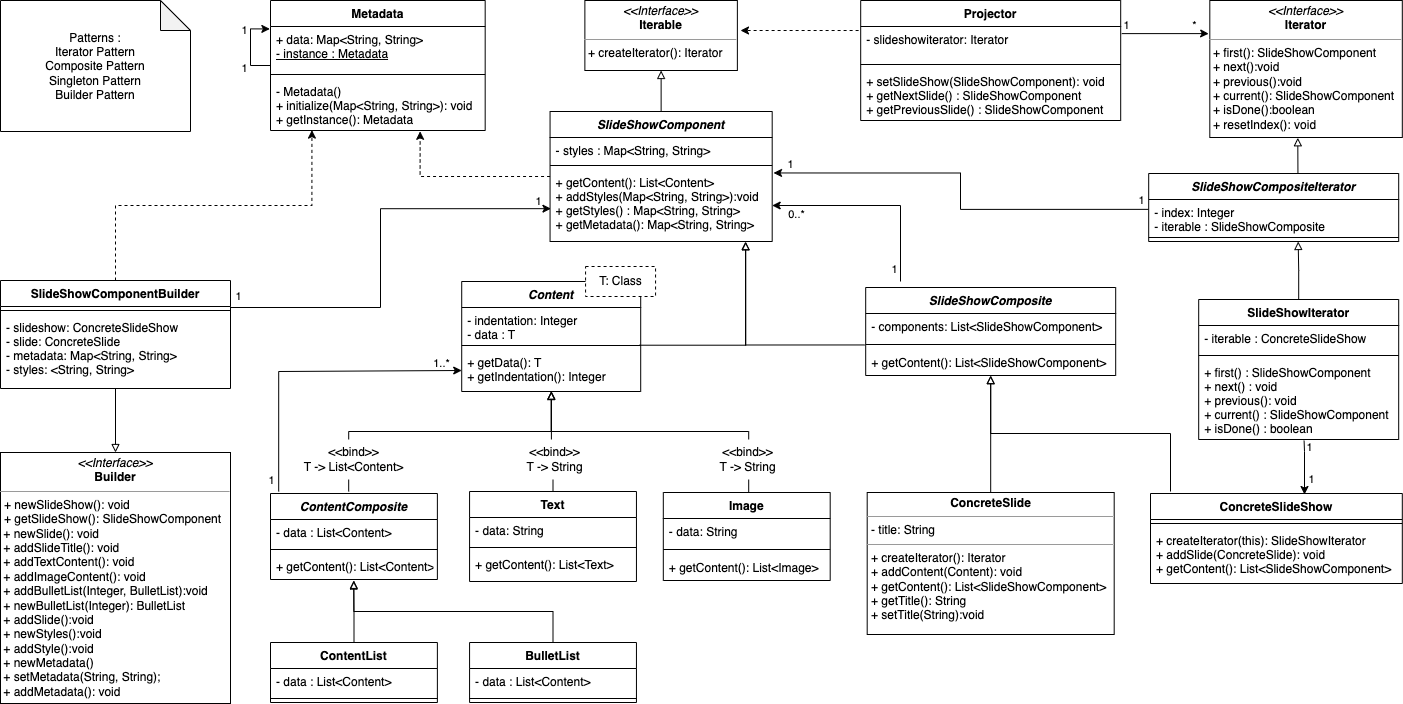 Patterns :
Iterator Pattern
Composite Pattern
Singleton Pattern
Builder Pattern
Metadata
+ data: Map<String, String>
- instance : Metadata
- Metadata()
+ initialize(Map<String, String>): void
+ getInstance(): Metadata
1
1
<<Interface>>
Iterable
+ createIterator(): Iterator
Projector
- slideshowiterator: Iterator
+ setSlideShow(SlideShowComponent): void
+ getNextSlide() : SlideShowComponent
+ getPreviousSlide() : SlideShowComponent
1
*
<<Interface>>
Iterator
+ first(): SlideShowComponent
+ next():void
+ previous():void
+ current(): SlideShowComponent
+ isDone():boolean
+ resetIndex(): void
SlideShowComponent
- styles : Map<String, String>
+ getContent(): List<Content>
+ addStyles(Map<String, String>):void
+ getStyles() : Map<String, String>
+ getMetadata(): Map<String, String>
1
1
0..*
1
1
SlideShowCompositeIterator
- index: Integer
- iterable : SlideShowComposite
SlideShowComponentBuilder
- slideshow: ConcreteSlideShow
- slide: ConcreteSlide
- metadata: Map<String, String>
- styles: <String, String>
1
T: Class
Content
- indentation: Integer
- data : T
+ getData(): T
+ getIndentation(): Integer
1..*
1
SlideShowComposite
- components: List<SlideShowComponent>
+ getContent(): List<SlideShowComponent>
SlideShowIterator
- iterable : ConcreteSlideShow
+ first() : SlideShowComponent
+ next() : void
+ previous(): void
+ current() : SlideShowComponent
+ isDone() : boolean
1
1
<<Interface>>
Builder
+ newSlideShow(): void
+ getSlideShow(): SlideShowComponent
+ newSlide(): void
+ addSlideTitle(): void
+ addTextContent(): void
+ addImageContent(): void
+ addBulletList(Integer, BulletList):void
+ newBulletList(Integer): BulletList
+ addSlide():void
+ newStyles():void
+ addStyle():void
+ newMetadata()
+ setMetadata(String, String);
+ addMetadata(): void
<<bind>>
T -> List<Content>
<<bind>>
T -> String
<<bind>>
T -> String
ContentComposite
- data : List<Content>
+ getContent(): List<Content>
Text
- data: String
+ getContent(): List<Text>
Image
- data: String
+ getContent(): List<Image>
ConcreteSlide
- title: String
+ createIterator(): Iterator
+ addContent(Content): void
+ getContent(): List<SlideShowComponent>
+ getTitle(): String
+ setTitle(String):void
ConcreteSlideShow
+ createIterator(this): SlideShowIterator
+ addSlide(ConcreteSlide): void
+ getContent(): List<SlideShowComponent>
ContentList
- data : List<Content>
BulletList
- data : List<Content>